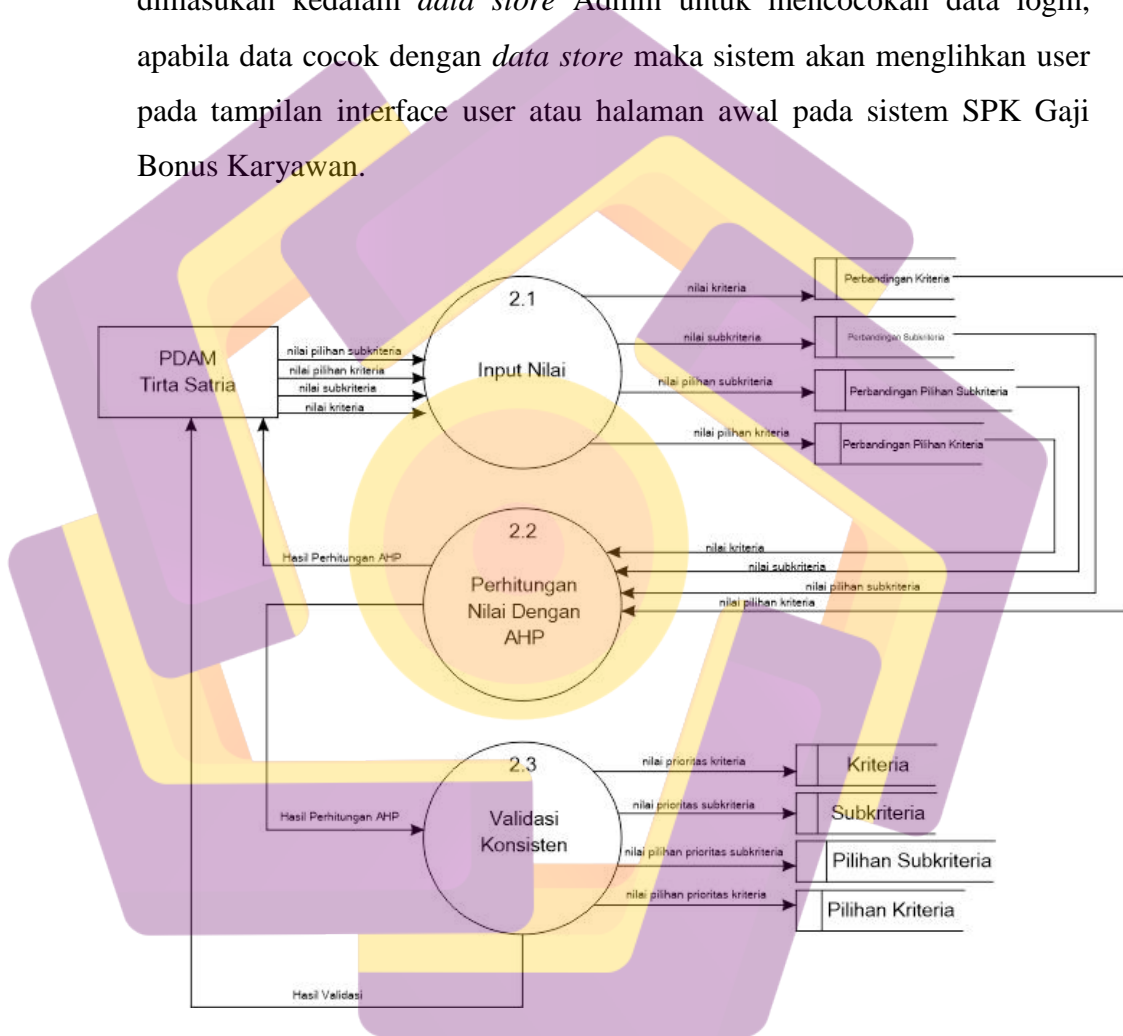 dimasukan kedalam data store Admin untuk mencocokan data login,
apabila data cocok dengan data store maka sistem akan menglihkan user
pada tampilan interface user atau halaman awal pada sistem SPK Gaji
Bonus Karyawan.
PDAM
Tirta Satria
nilai pilihan subkriteria
nilai pilihan kriteria
nilai subkriteria
nilai kriteria
2.1
Input Nilai
nilai kriteria
nilai subkriteria
nilai pilihan subkriteria
nilai pilihan kriteria
Perbandingan Kriteria
Perbandingan Subkriteria
Perbandingan Pilihan Subkriteria
Perbandingan Pilihan Kriteria
Hasil Perhitungan AHP
2.2
Perhitungan
Nilai Dengan
AHP
nilai kriteria
nilai subkriteria
nilai pilihan subkriteria
nilai pilihan kriteria
Hasil Perhitungan AHP
2.3
Validasi
Konsisten
nilai prioritas kriteria
nilai prioritas subkriteria
nilai pilihan prioritas subkriteria
nilai pilihan prioritas kriteria
Kriteria
Subkriteria
Pilihan Subkriteria
Pilihan Kriteria
Hasil Validasi